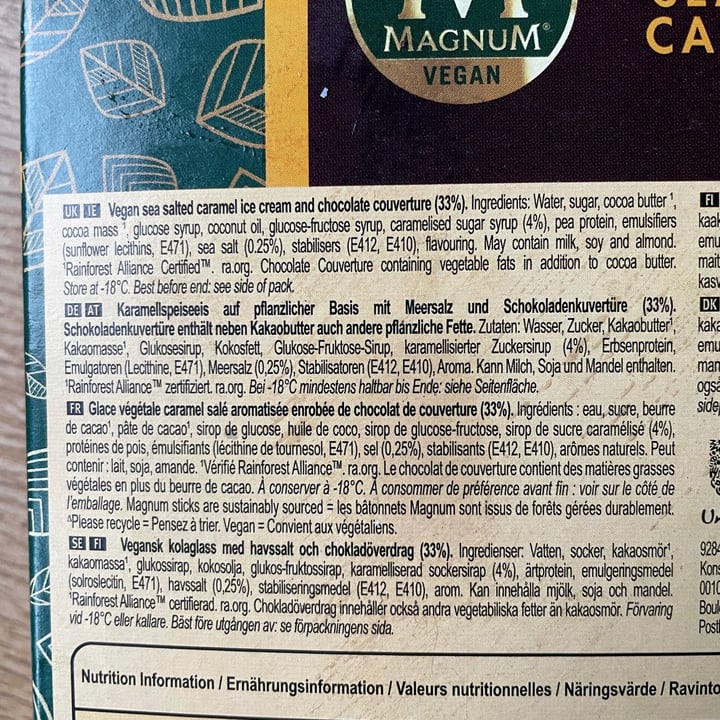 MAGNUM®
VEGAN
CA
UK IE Vegan sea salted caramel ice cream and chocolate couverture (33%). Ingredients: Water, sugar, cocoa butter ¹,
cocoa mass ¹, glucose syrup, coconut oil, glucose-fructose syrup, caramelised sugar syrup (4%), pea protein, emulsifiers
(sunflower lecithins, E471), sea salt (0.25%), stabilisers (E412, E410), flavouring. May contain milk, soy and almond.
¹Rainforest Alliance Certified™. ra.org. Chocolate Couverture containing vegetable fats in addition to cocoa butter.
Store at -18°C. Best before end: see side of pack.
DE AT Karamellspeiseeis auf pflanzlicher Basis mit Meersalz und Schokoladenkuvertüre (33%).
Schokoladenkuvertüre enthält neben Kakaobutter auch andere pflanzliche Fette. Zutaten: Wasser, Zucker, Kakaobutter¹,
Kakaomasse¹, Glukosesirup, Kokosfett, Glukose-Fruktose-Sirup, karamellisierter Zuckersirup (4%), Erbsenprotein,
Emulgatoren (Lecithine, E471), Meersalz (0,25%), Stabilisatoren (E412, E410), Aroma. Kann Milch, Soja und Mandel enthalten.
¹Rainforest Alliance™ zertifiziert. ra.org. Bei -18°C mindestens haltbar bis Ende: siehe Seitenfläche.
FR Glace végétale caramel salé aromatisée enrobée de chocolat de couverture (33%). Ingrédients : eau, sucre, beurre
de cacao¹, pâte de cacao¹, sirop de glucose, huile de coco, sirop de glucose-fructose, sirop de sucre caramélisé (4%),
protéines de pois, émulsifiants (lécithine de tournesol, E471), sel (0,25%), stabilisants (E412, E410), arômes naturels. Peut
contenir : lait, soja, amande. ¹Vérifié Rainforest Alliance™. ra.org. Le chocolat de couverture contient des matières grasses
végétales en plus du beurre de cacao. À conserver à -18°C. À consommer de préférence avant fin : voir sur le côté de
l'emballage. Magnum sticks are sustainably sourced = les bâtonnets Magnum sont issus de forêts gérées durablement.
^Please recycle = Pensez à trier. Vegan = Convient aux végétaliens.
SE FI Vegansk kolaglass med havssalt och chokladöverdrag (33%). Ingredienser: Vatten, socker, kakaosmör¹,
kakaomassa¹, glukossirap, kokosolja, glukos-fruktossirap, karamelliserad sockersirap (4%), ärtprotein, emulgeringsmedel
(solroslecitin, E471), havssalt (0,25%), stabiliseringsmedel (E412, E410), arom. Kan innehålla mjölk, soja och mandel.
¹Rainforest Alliance™ certifierad. ra.org. Chokladöverdrag innehåller också andra vegetabiliska fetter än kakaosmör. Förvaring
vid -18°C eller kallare. Bäst före utgången av: se förpackningens sida.
Nutrition Information / Ernährungsinformation / Valeurs nutritionnelles / Näringsvärde / Ravinto
FI
DK
9284